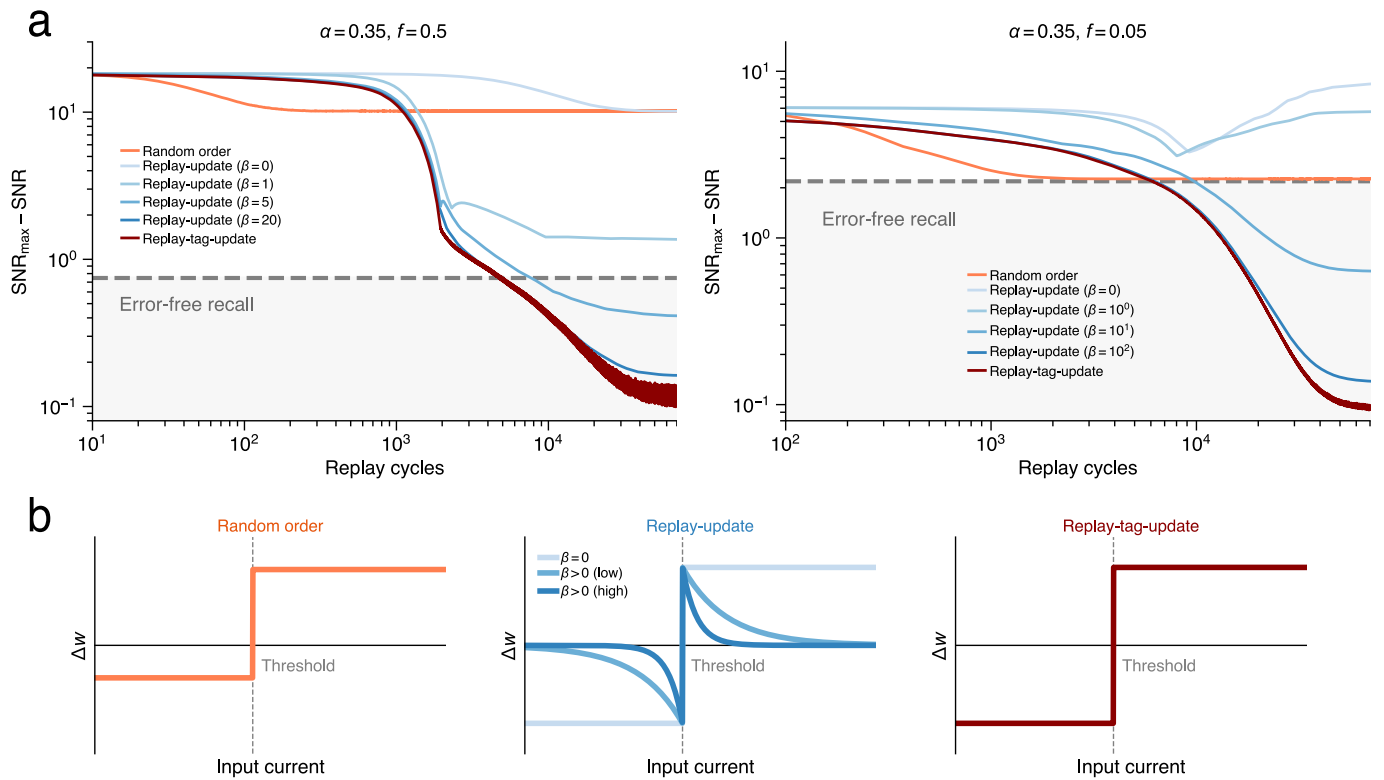 a
α = 0.35, f = 0.5
SNRmax − SNR
10¹
10⁰
10⁻¹
Random order
Replay-update (β = 0)
Replay-update (β = 1)
Replay-update (β = 5)
Replay-update (β = 20)
Replay-tag-update
Error-free recall
10¹ 10² 10³ 10⁴
Replay cycles
α = 0.35, f = 0.05
SNRmax − SNR
10¹
10⁰
10⁻¹
Error-free recall
Random order
Replay-update (β = 0)
Replay-update (β = 10⁰)
Replay-update (β = 10¹)
Replay-update (β = 10²)
Replay-tag-update
10² 10³ 10⁴
Replay cycles
b
Random order
Δw
Threshold
Input current
Replay-update
β = 0
β > 0 (low)
β > 0 (high)
Δw
Threshold
Input current
Replay-tag-update
Δw
Threshold
Input current